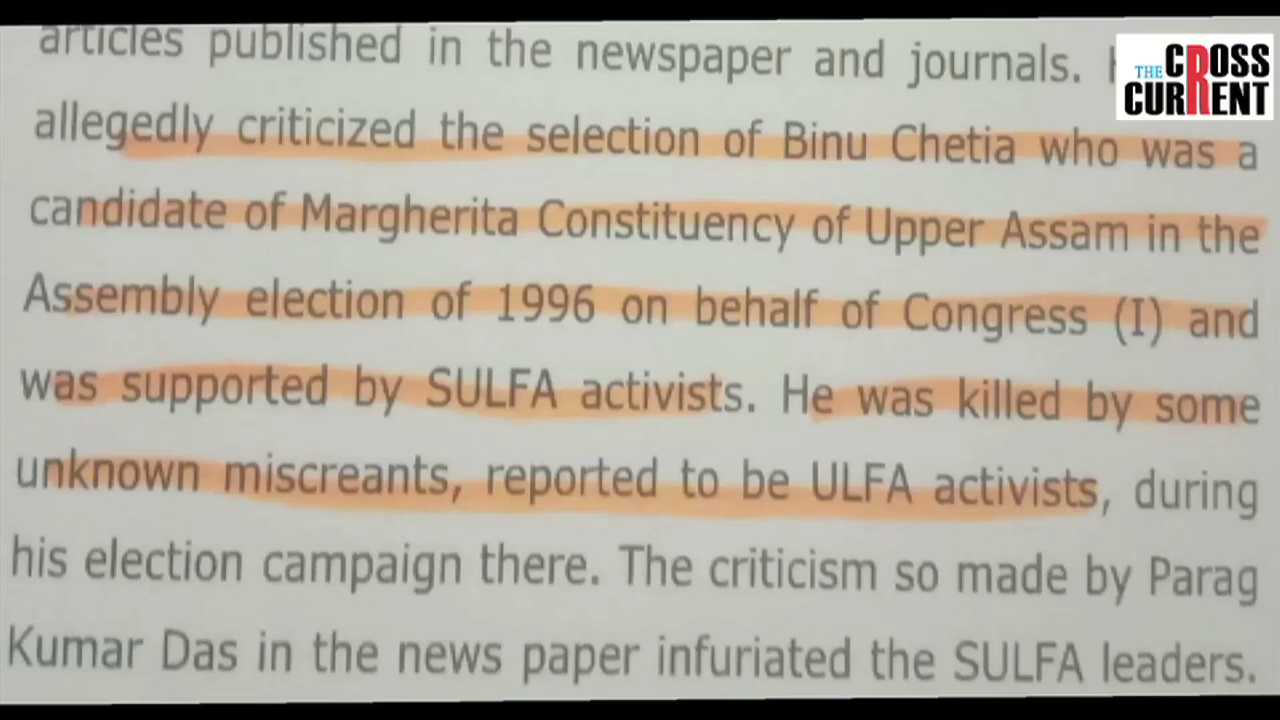 articles published in the newspaper and journals.
allegedly criticized the selection of Binu Chetia who was a
candidate of Margherita Constituency of Upper Assam in the
Assembly election of 1996 on behalf of Congress (I) and
was supported by SULFA activists. He was killed by some
unknown miscreants, reported to be ULFA activists, during
his election campaign there. The criticism so made by Parag
Kumar Das in the news paper infuriated the SULFA leaders.
THE CROSS
CURRENT